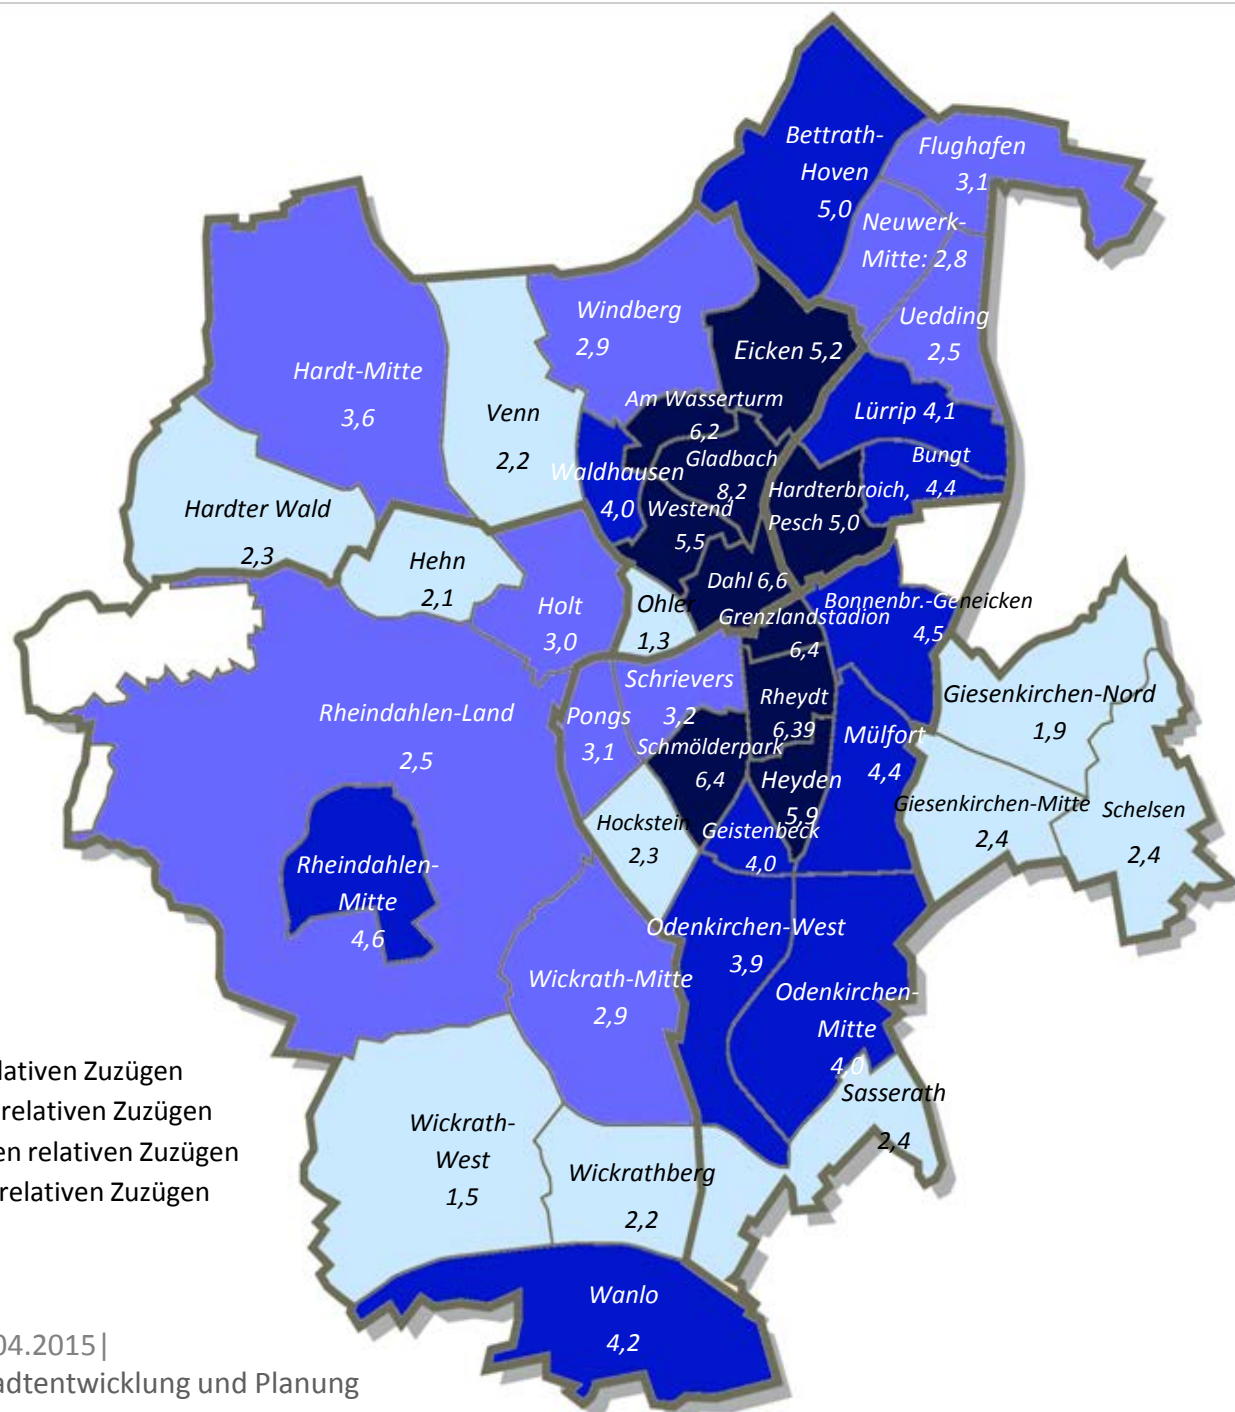 Bettrath-
Hoven
5,0
Flughafen
3,1
Neuwerk-
Mitte: 2,8
Uedding
2,5
Windberg
2,9
Eicken 5,2
Hardt-Mitte
3,6
Venn
2,2
Am Wasserturm
6,2
Lürrip 4,1
Bungt
4,4
Waldhausen
4,0
Gladbach
8,2
Westend
5,5
Hardterbroich,
Pesch 5,0
Hardter Wald
2,3
Hehn
2,1
Holt
3,0
Ohler
1,3
Dahl 6,6
Grenzlandstadion
6,4
Bonnenbr.-Geneicken
4,5
Schrievers
3,2
Pongs
3,1
Rheydt
6,39
Giesenkirchen-Nord
1,9
Rheindahlen-Land
2,5
Schmölderpark
6,4
Heyden
5,9
Mülfort
4,4
Giesenkirchen-Mitte
2,4
Schelsen
2,4
Hockstein
2,3
Geistenbeck
4,0
Rheindahlen-
Mitte
4,6
Odenkirchen-West
3,9
Wickrath-Mitte
2,9
Odenkirchen-
Mitte
4,0
Sasserath
2,4
Wickrath-
West
1,5
Wickrathberg
2,2
Wanlo
4,2
lativen Zuzügen
relativen Zuzügen
en relativen Zuzügen
relativen Zuzügen
04.2015|
adtentwicklung und Planung